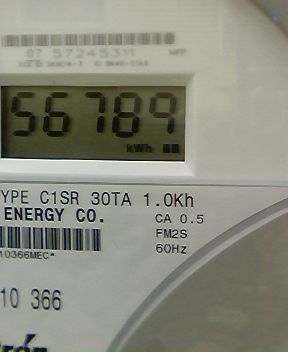 07 57245311
56789
kWh
YPE C1SR 30TA 1.0Kh
ENERGY CO.
CA 0.5
FM2S
60Hz
10366MEC*
10 366